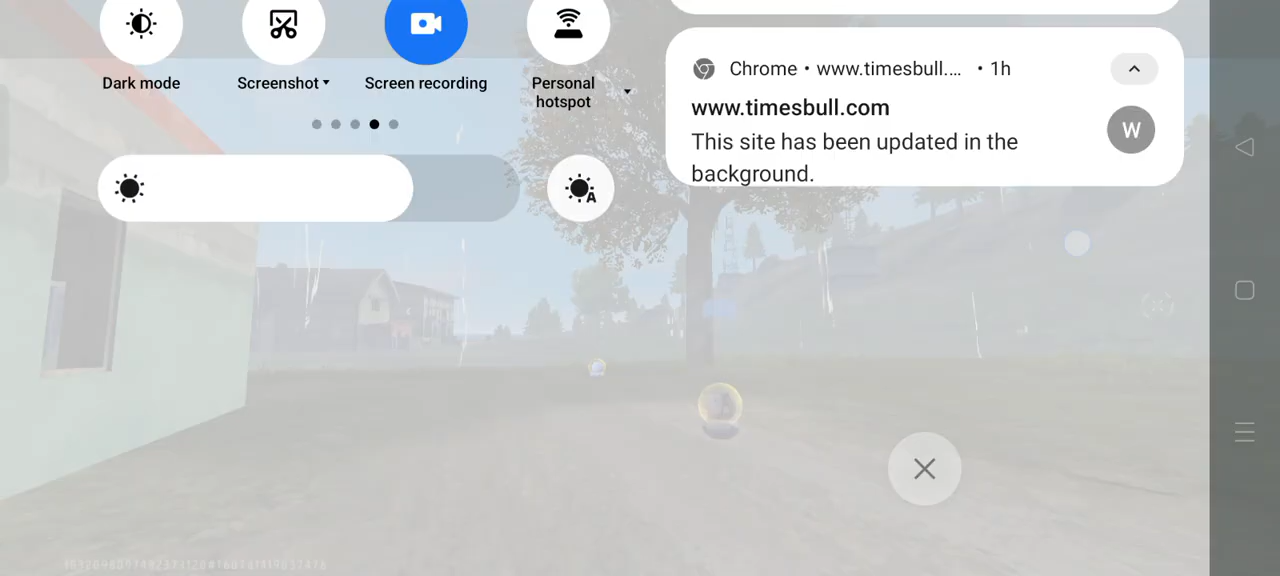 Dark mode
Screenshot
Screen recording
Personal
hotspot
A
Chrome • www.timesbull.… • 1h
www.timesbull.com
This site has been updated in the
background.
W